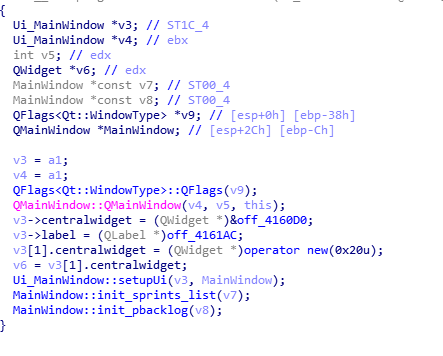 {
Ui_MainWindow *v3; // ST1C_4
Ui_MainWindow *v4; // ebx
int v5; // edx
QWidget *v6; // edx
MainWindow *const v7; // ST00_4
MainWindow *const v8; // ST00_4
QFlags<Qt::WindowType> *v9; // [esp+0h] [ebp-38h]
QMainWindow *MainWindow; // [esp+2Ch] [ebp-Ch]
v3 = a1;
v4 = a1;
QFlags<Qt::WindowType>::QFlags(v9);
QMainWindow::QMainWindow(v4, v5, this);
v3->centralwidget = (QWidget *)&off_4160D0;
v3->label = (QLabel *)off_4161AC;
v3[1].centralwidget = (QWidget *)operator new(0x20u);
v6 = v3[1].centralwidget;
Ui_MainWindow::setupUi(v3, MainWindow);
MainWindow::init_sprints_list(v7);
MainWindow::init_pbacklog(v8);
}